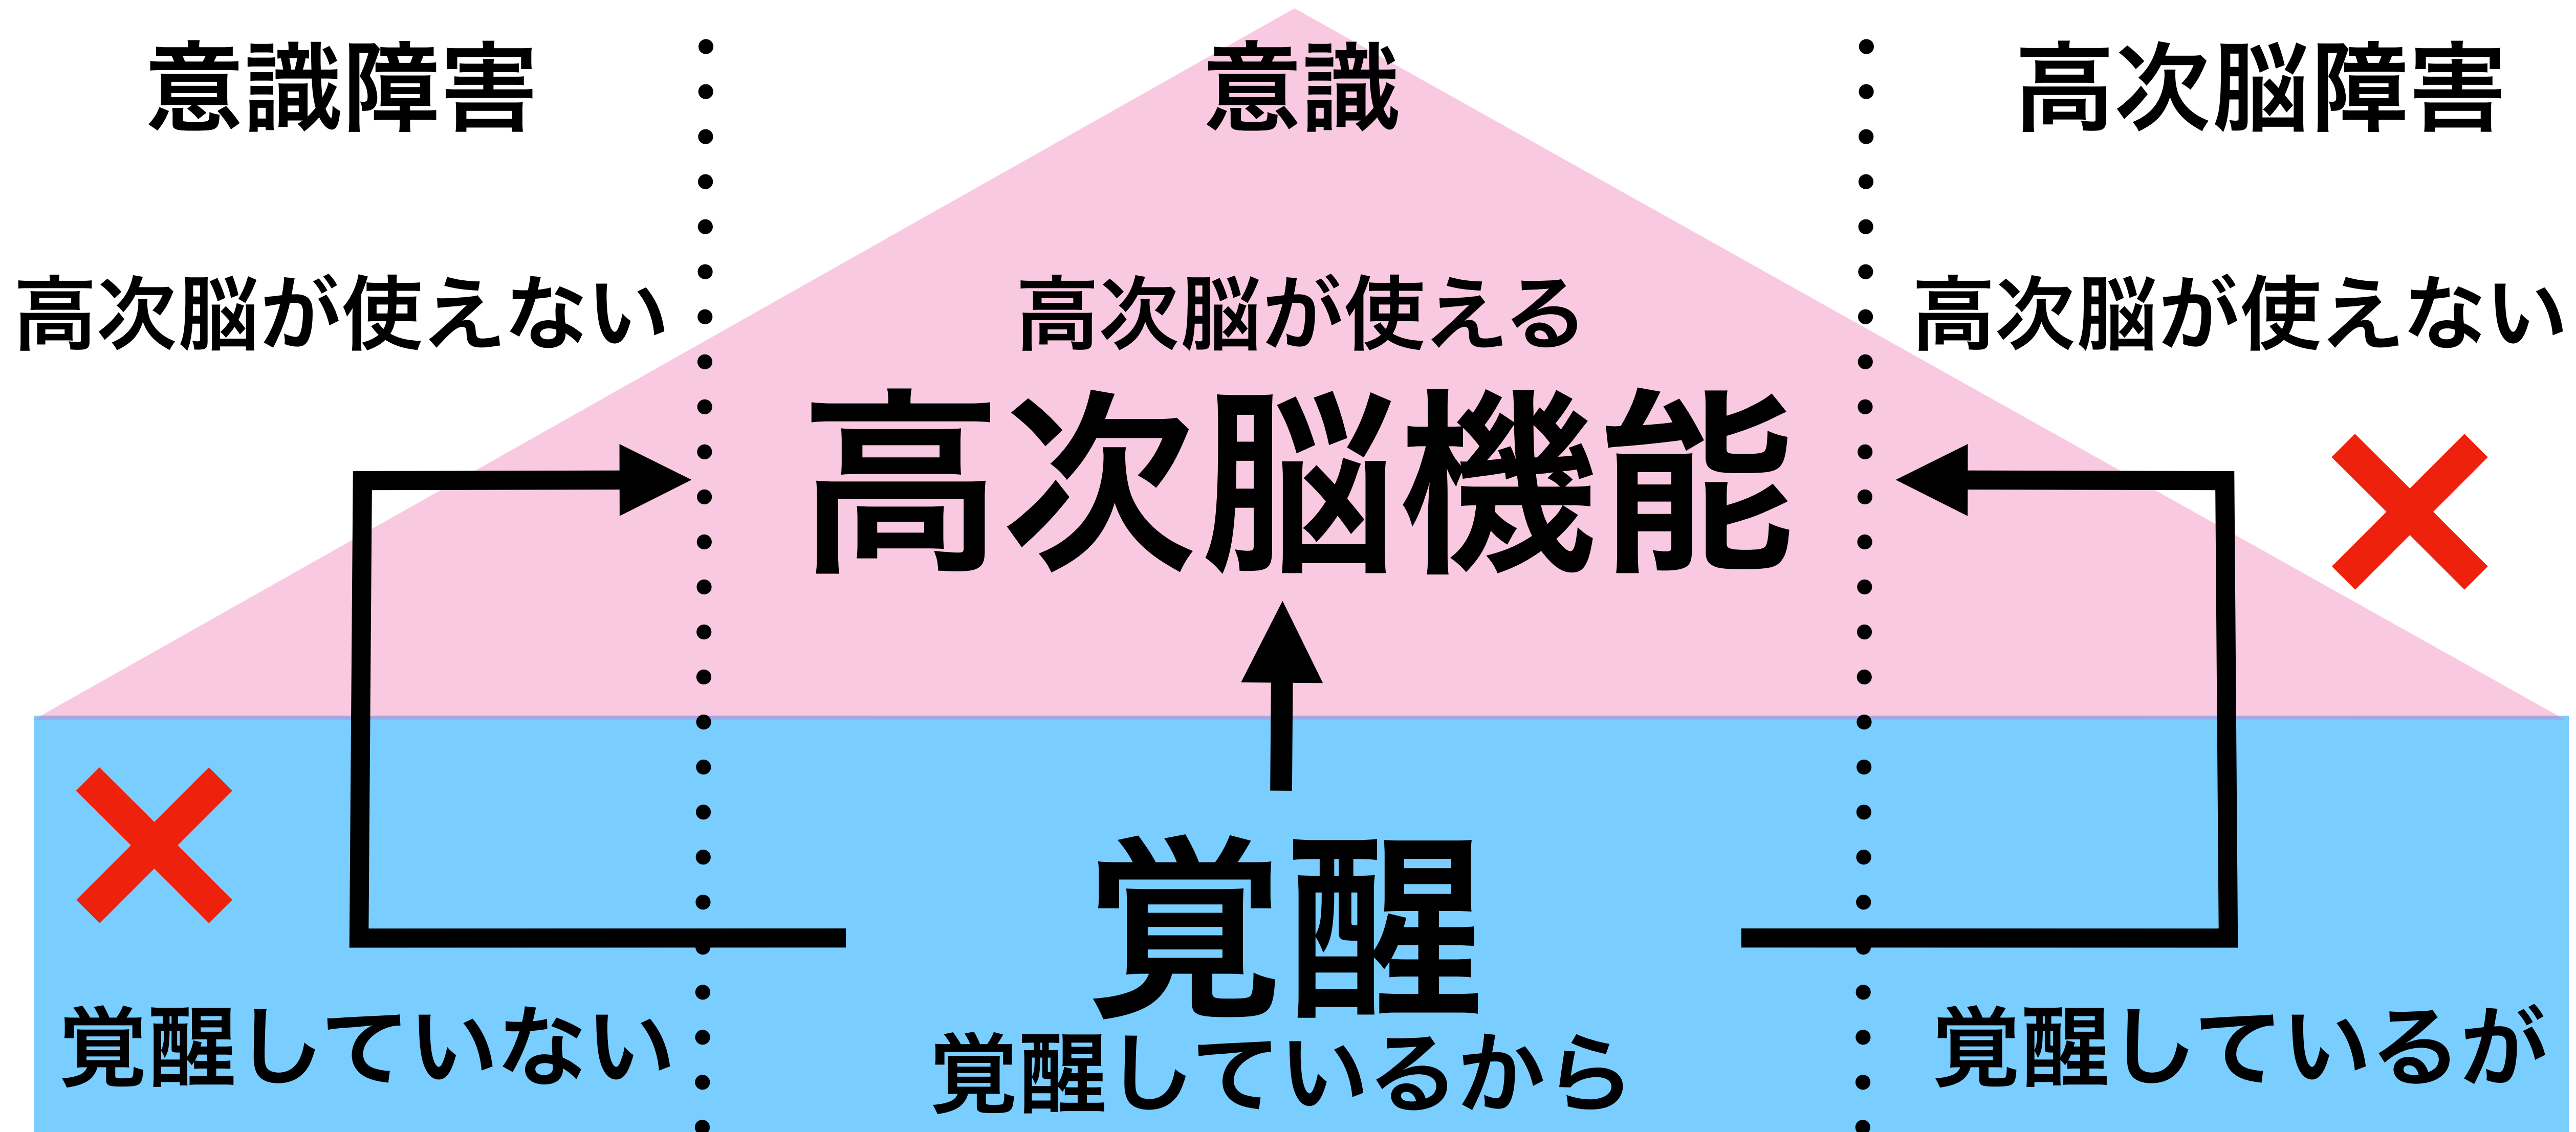 意識障害
意識
高次脳障害
高次脳が使えない
高次脳が使える
高次脳が使えない
高次脳機能
覚醒
覚醒していない
覚醒しているから
覚醒しているが